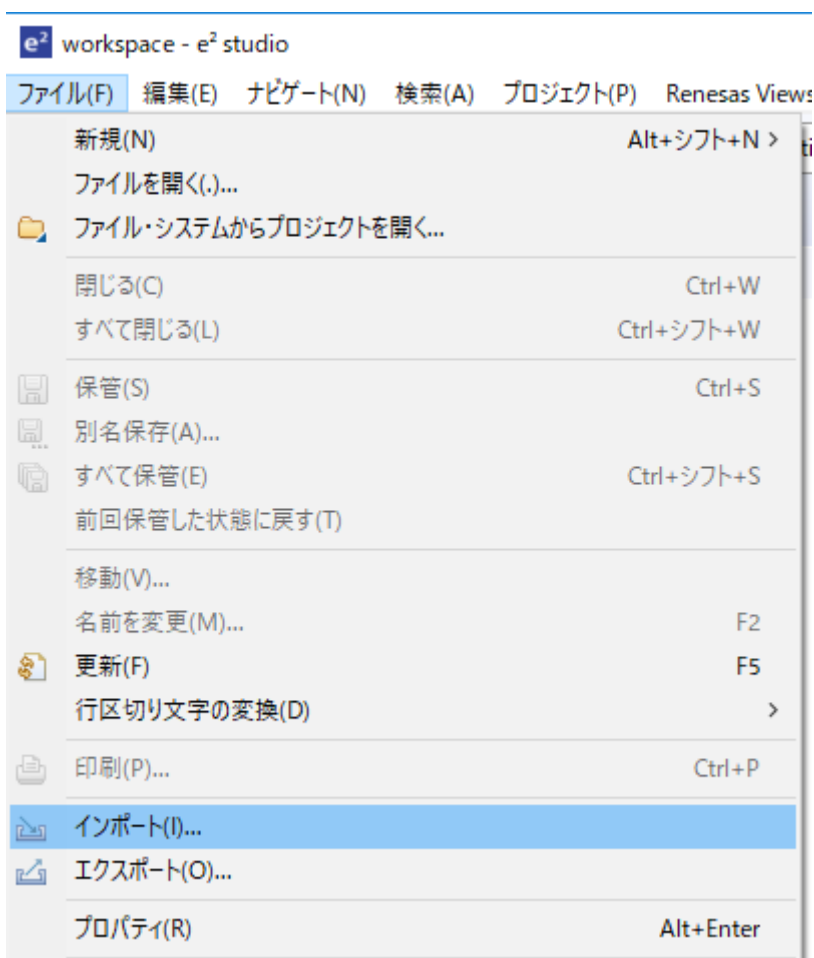 e² workspace - e² studio
ファイル(F) 編集(E) ナビゲート(N) 検索(A) プロジェクト(P) Renesas Views
新規(N) Alt+シフト+N >
ファイルを開く(.)...
ファイル・システムからプロジェクトを開く...
閉じる(C) Ctrl+W
すべて閉じる(L) Ctrl+シフト+W
保管(S) Ctrl+S
別名保存(A)...
すべて保管(E) Ctrl+シフト+S
前回保管した状態に戻す(T)
移動(V)...
名前を変更(M)... F2
更新(F) F5
行区切り文字の変換(D) >
印刷(P)... Ctrl+P
インポート(I)...
エクスポート(O)...
プロパティ(R) Alt+Enter